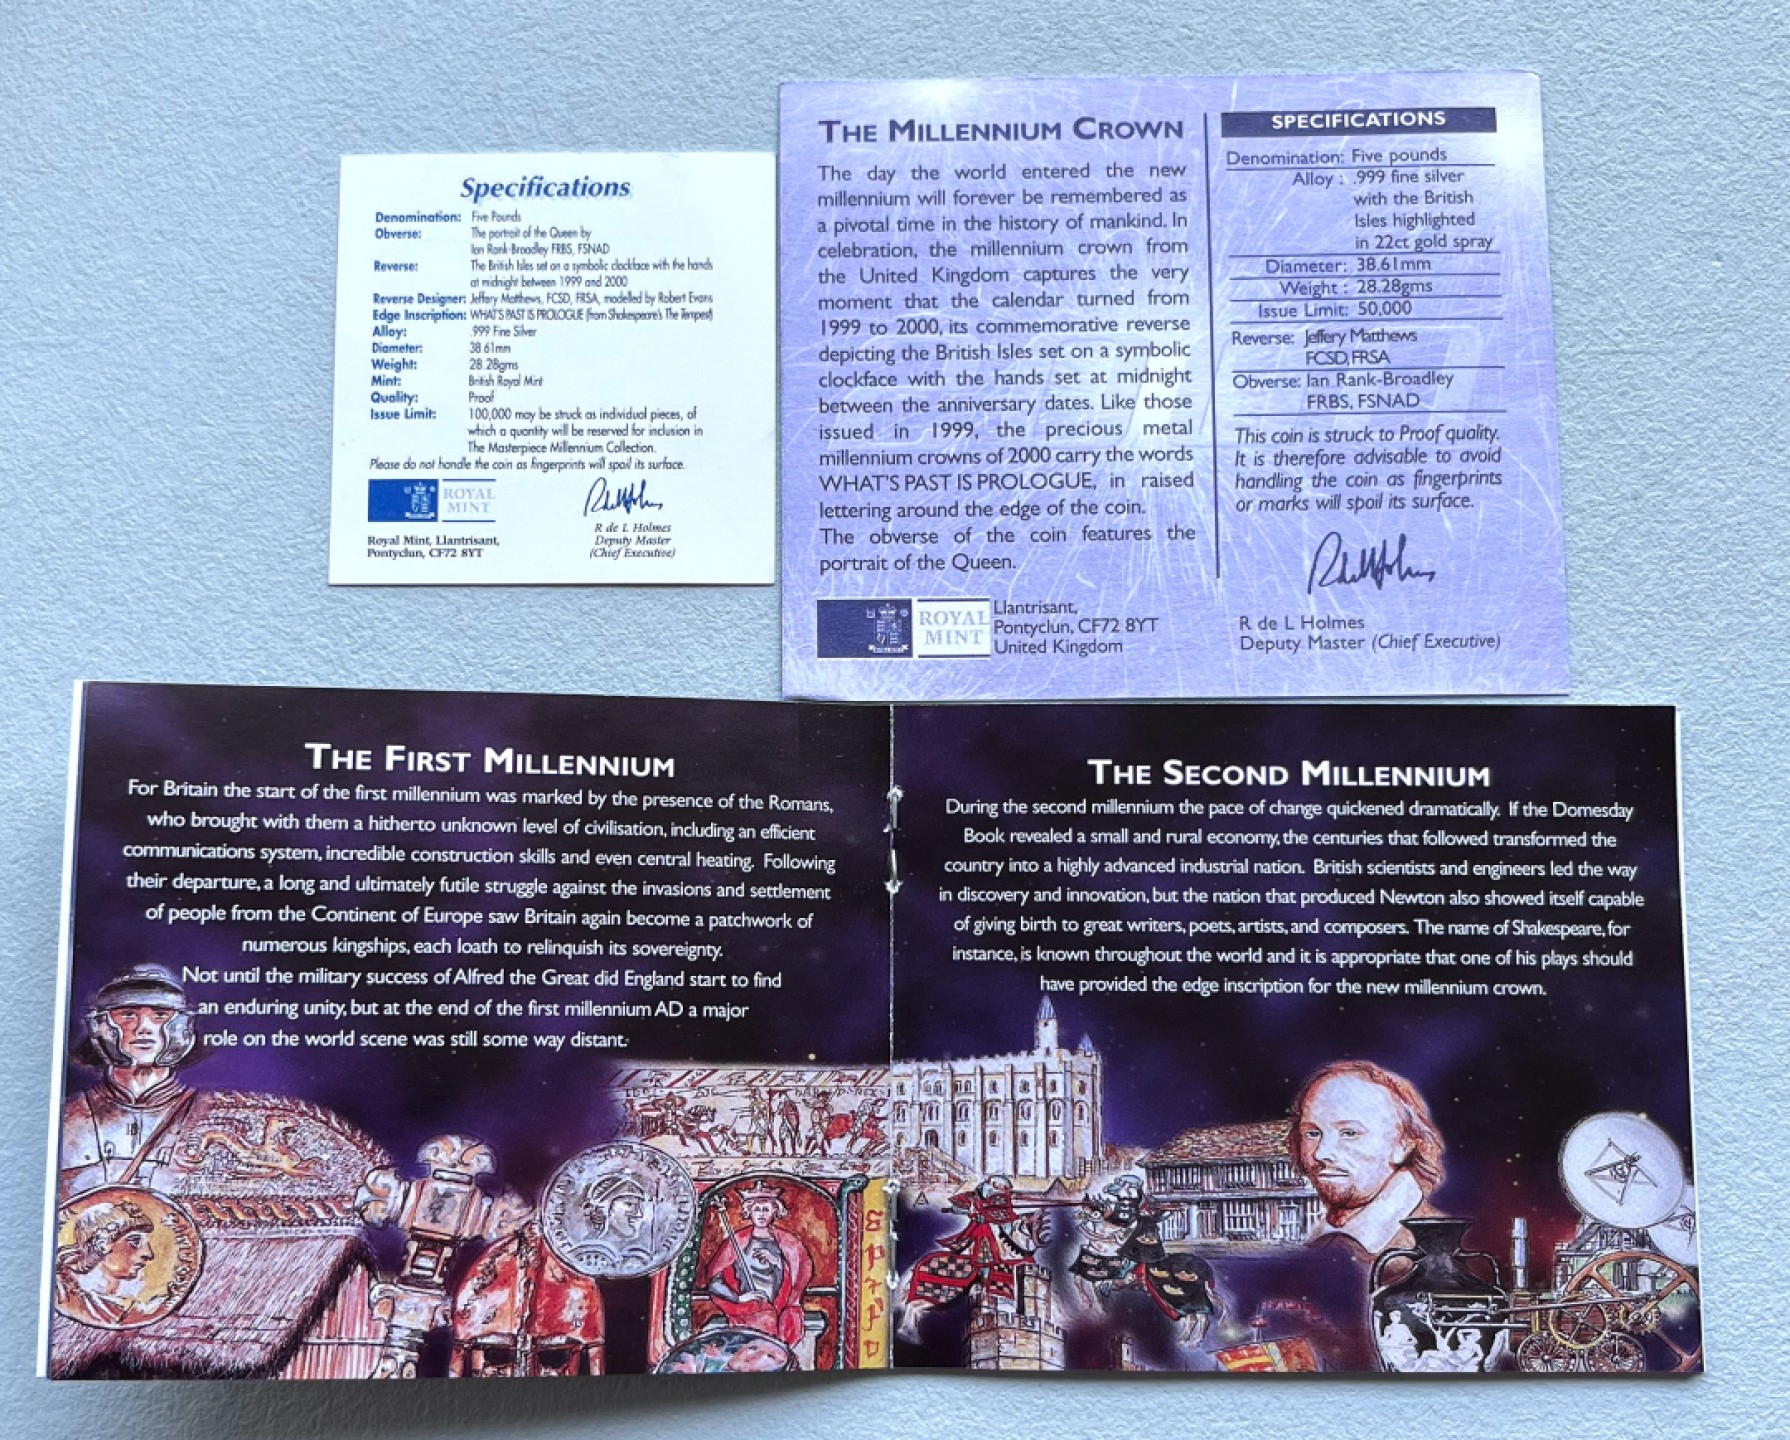 Specifications
Denomination: Five Pounds
Obverse: The portrait of the Queen by
Ian Rank-Broadley FRBS, FSNAD
Reverse: The British Isles set on a symbolic clockface with the hands
at midnight between 1999 and 2000
Reverse Designer: Jeffery Matthews, FCSD, FRSA, modelled by Robert Evans
Edge Inscription: WHAT'S PAST IS PROLOGUE (from Shakespeare's The Tempest)
Alloy: .999 Fine Silver
Diameter: 38.61mm
Weight: 28.28gms
Mint: British Royal Mint
Quality: Proof
Issue Limit: 100,000 may be struck as individual pieces, of
which a quantity will be reserved for inclusion in
The Masterpiece Millennium Collection.
Please do not handle the coin as fingerprints will spoil its surface.
ROYAL
MINT
Royal Mint, Llantrisant,
Pontyclun, CF72 8YT
R de L Holmes
Deputy Master
(Chief Executive)
THE MILLENNIUM CROWN
The day the world entered the new
millennium will forever be remembered as
a pivotal time in the history of mankind. In
celebration, the millennium crown from
the United Kingdom captures the very
moment that the calendar turned from
1999 to 2000, its commemorative reverse
depicting the British Isles set on a symbolic
clockface with the hands set at midnight
between the anniversary dates. Like those
issued in 1999, the precious metal
millennium crowns of 2000 carry the words
WHAT'S PAST IS PROLOGUE, in raised
lettering around the edge of the coin.
The obverse of the coin features the
portrait of the Queen.
ROYAL
MINT
Llantrisant,
Pontyclun, CF72 8YT
United Kingdom
SPECIFICATIONS
Denomination: Five pounds
Alloy : .999 fine silver
with the British
Isles highlighted
in 22ct gold spray
Diameter: 38.61mm
Weight : 28.28gms
Issue Limit: 50,000
Reverse: Jeffery Matthews
FCSD, FRSA
Obverse: Ian Rank-Broadley
FRBS, FSNAD
This coin is struck to Proof quality.
It is therefore advisable to avoid
handling the coin as fingerprints
or marks will spoil its surface.
R de L Holmes
Deputy Master (Chief Executive)
THE FIRST MILLENNIUM
For Britain the start of the first millennium was marked by the presence of the Romans,
who brought with them a hitherto unknown level of civilisation, including an efficient
communications system, incredible construction skills and even central heating. Following
their departure, a long and ultimately futile struggle against the invasions and settlement
of people from the Continent of Europe saw Britain again become a patchwork of
numerous kingships, each loath to relinquish its sovereignty.
Not until the military success of Alfred the Great did England start to find
an enduring unity, but at the end of the first millennium AD a major
role on the world scene was still some way distant.
THE SECOND MILLENNIUM
During the second millennium the pace of change quickened dramatically. If the Domesday
Book revealed a small and rural economy, the centuries that followed transformed the
country into a highly advanced industrial nation. British scientists and engineers led the way
in discovery and innovation, but the nation that produced Newton also showed itself capable
of giving birth to great writers, poets, artists, and composers. The name of Shakespeare, for
instance, is known throughout the world and it is appropriate that one of his plays should
have provided the edge inscription for the new millennium crown.